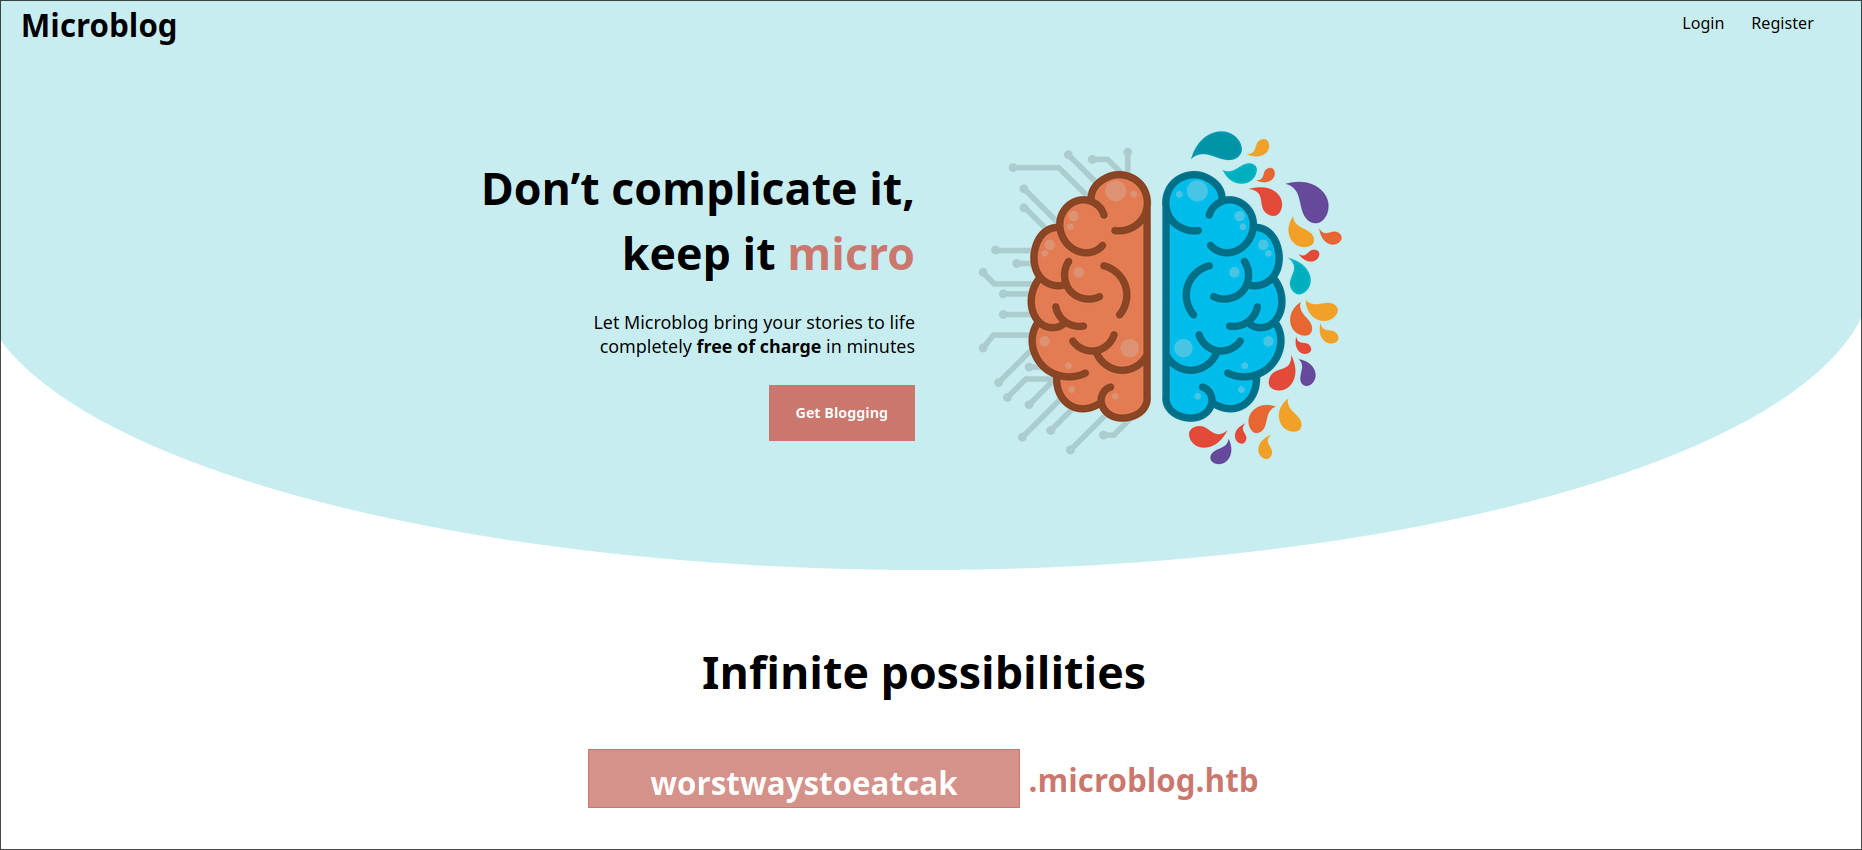 Microblog
Login
Register
Don’t complicate it,
keep it micro
Let Microblog bring your stories to life
completely free of charge in minutes
Get Blogging
Infinite possibilities
worstwaystoeatcak .microblog.htb